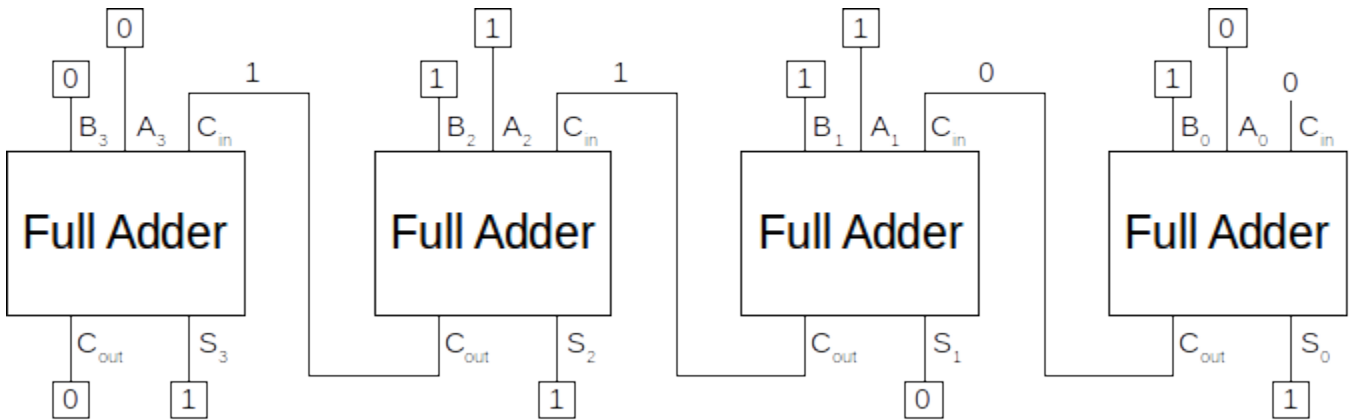 0 1 1 0
0 1 1 1 1 0 1 0
B3 A3 Cin B2 A2 Cin B1 A1 Cin B0 A0 Cin
Full Adder Full Adder Full Adder Full Adder
Cout S3 Cout S2 Cout S1 Cout S0
0 1 1 0 1